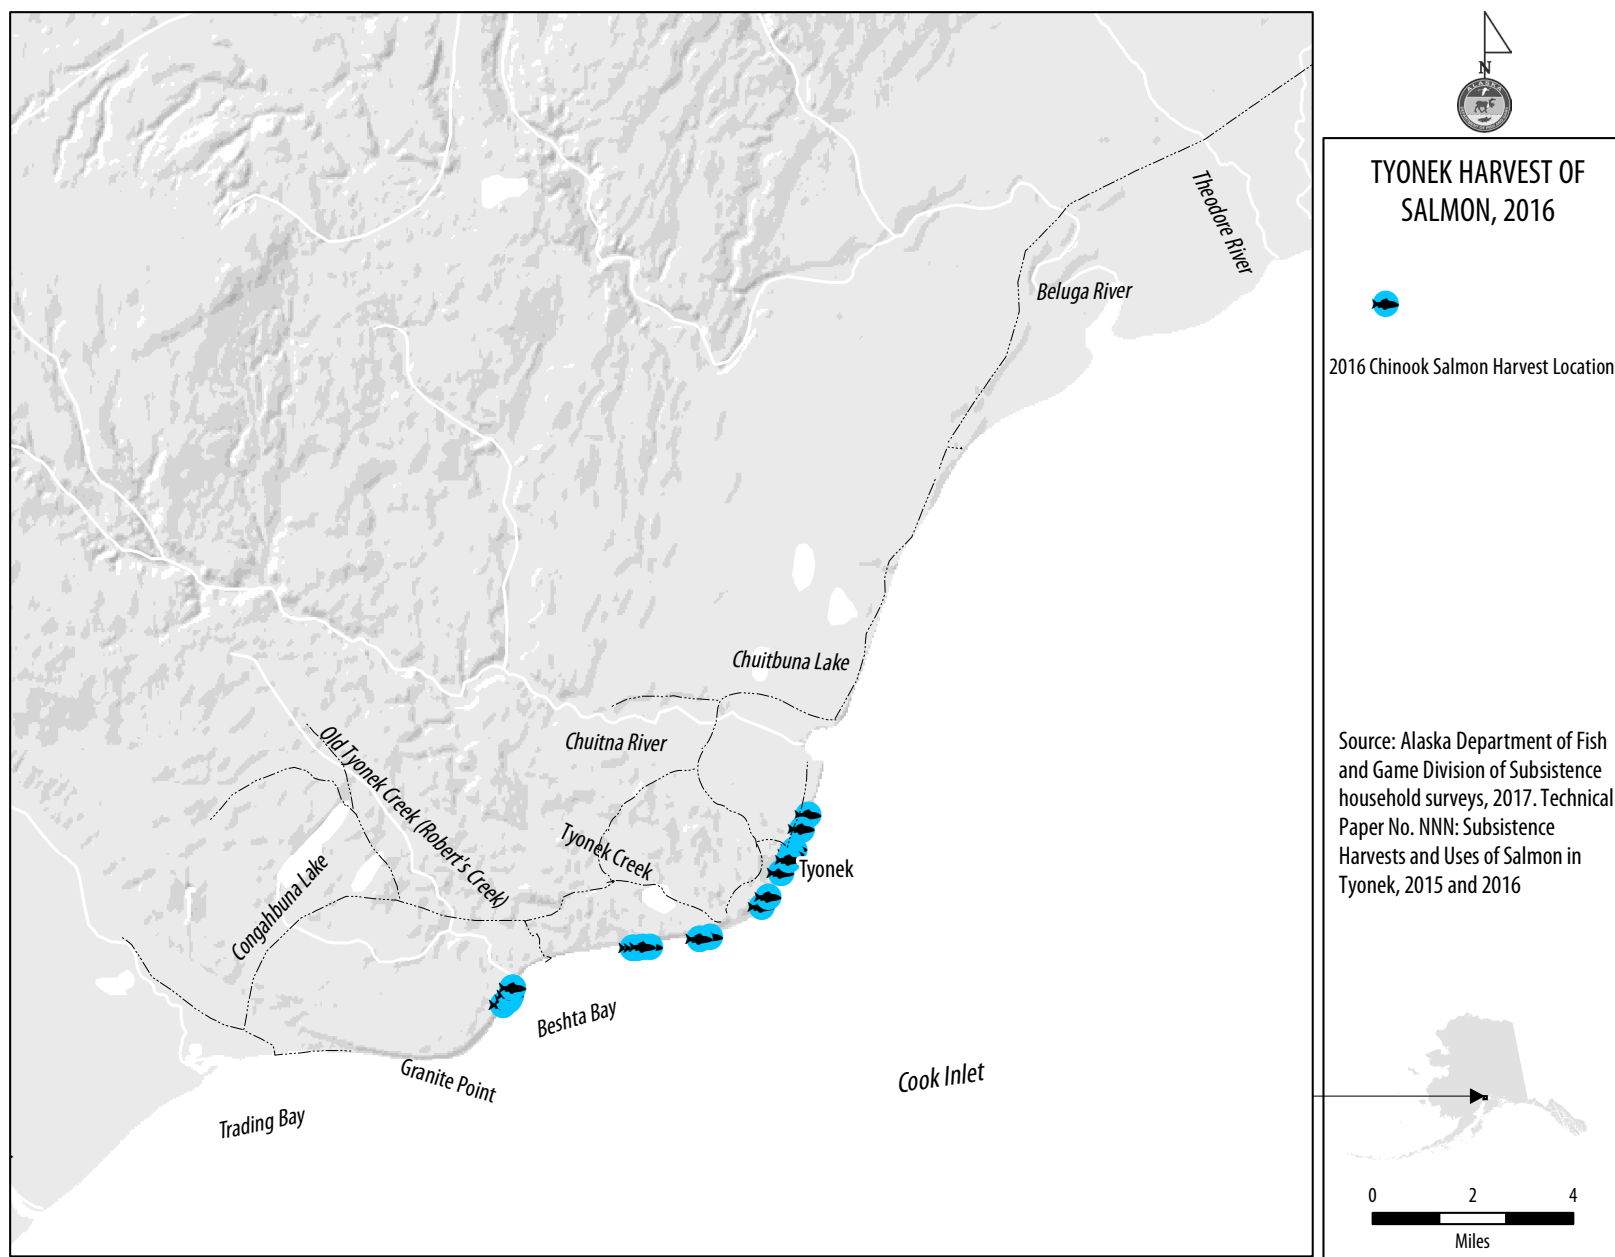 N
ALASKA
TYONEK HARVEST OF
SALMON, 2016
2016 Chinook Salmon Harvest Location
Source: Alaska Department of Fish
and Game Division of Subsistence
household surveys, 2017. Technical
Paper No. NNN: Subsistence
Harvests and Uses of Salmon in
Tyonek, 2015 and 2016
0 2 4
Miles
Theodore River
Beluga River
Chuitbuna Lake
Chuitna River
Old Tyonek Creek (Robert's Creek)
Tyonek Creek
Tyonek
Congahbuna Lake
Beshta Bay
Granite Point
Cook Inlet
Trading Bay